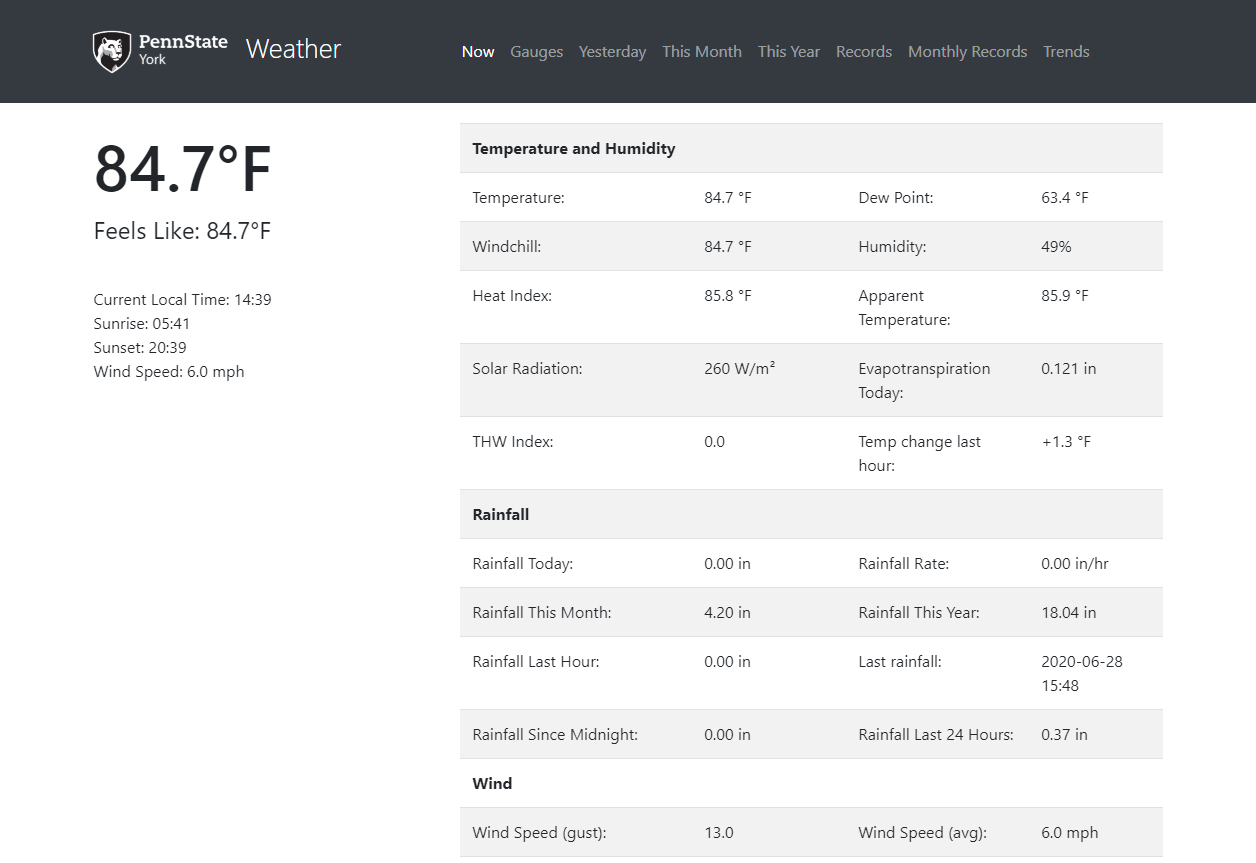 PennState
York
Weather
Now Gauges Yesterday This Month This Year Records Monthly Records Trends
84.7°F
Feels Like: 84.7°F
Current Local Time: 14:39
Sunrise: 05:41
Sunset: 20:39
Wind Speed: 6.0 mph
Temperature and Humidity
Temperature: 84.7 °F Dew Point: 63.4 °F
Windchill: 84.7 °F Humidity: 49%
Heat Index: 85.8 °F Apparent 85.9 °F
Temperature:
Solar Radiation: 260 W/m² Evapotranspiration 0.121 in
Today:
THW Index: 0.0 Temp change last +1.3 °F
hour:
Rainfall
Rainfall Today: 0.00 in Rainfall Rate: 0.00 in/hr
Rainfall This Month: 4.20 in Rainfall This Year: 18.04 in
Rainfall Last Hour: 0.00 in Last rainfall: 2020-06-28
15:48
Rainfall Since Midnight: 0.00 in Rainfall Last 24 Hours: 0.37 in
Wind
Wind Speed (gust): 13.0 Wind Speed (avg): 6.0 mph